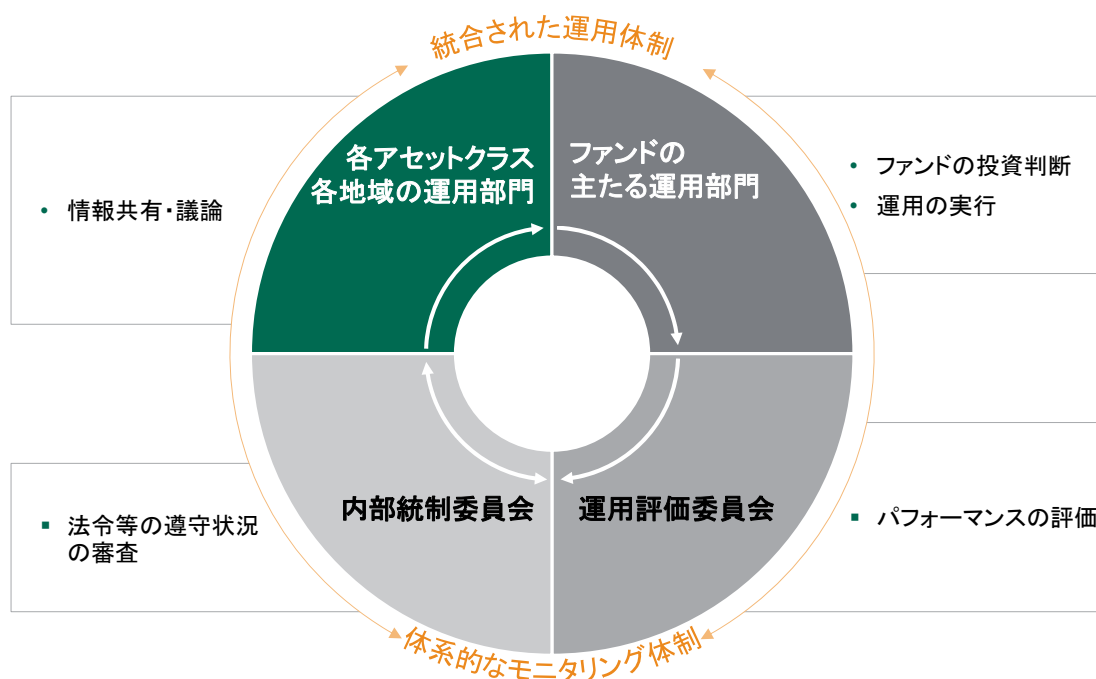 統合された運用体制
各アセットクラス
各地域の運用部門
ファンドの
主たる運用部門
・ 情報共有・議論
・ ファンドの投資判断
・ 運用の実行
内部統制委員会
運用評価委員会
▪ 法令等の遵守状況
の審査
▪ パフォーマンスの評価
体系的なモニタリング体制